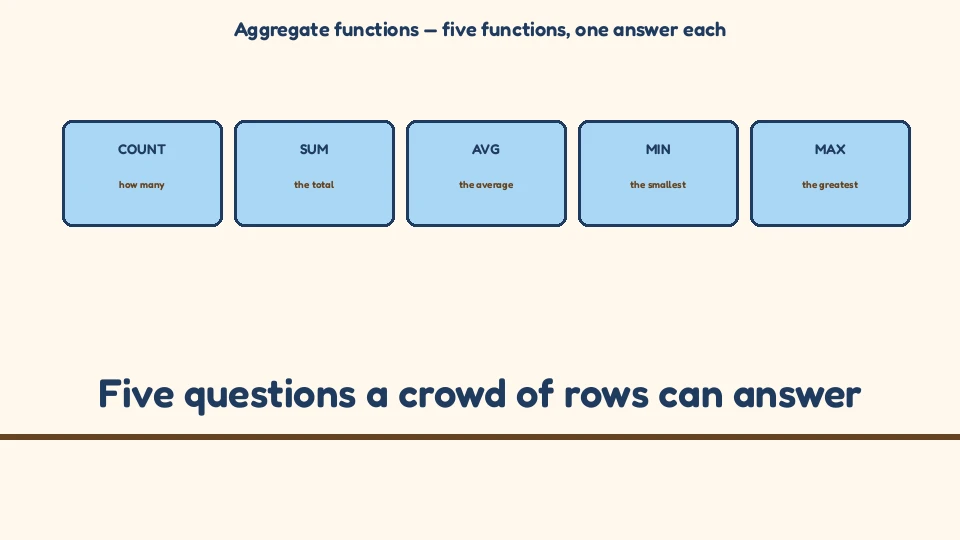 Aggregate functions — five functions, one answer each
COUNT
how many
SUM
the total
AVG
the average
MIN
the smallest
MAX
the greatest
Five questions a crowd of rows can answer